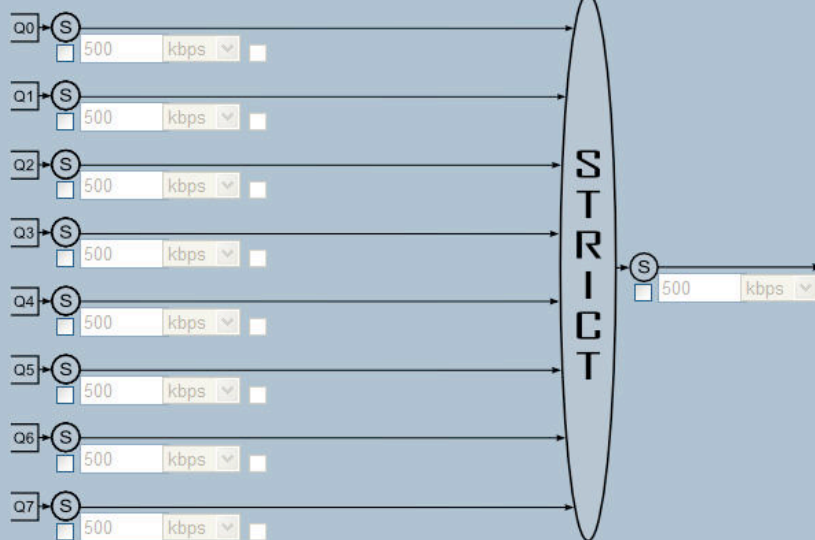 Q0 S
500 kbps
Q1 S
500 kbps
Q2 S
500 kbps
Q3 S
500 kbps
Q4 S
500 kbps
Q5 S
500 kbps
Q6 S
500 kbps
Q7 S
500 kbps
STRICT
S
500 kbps